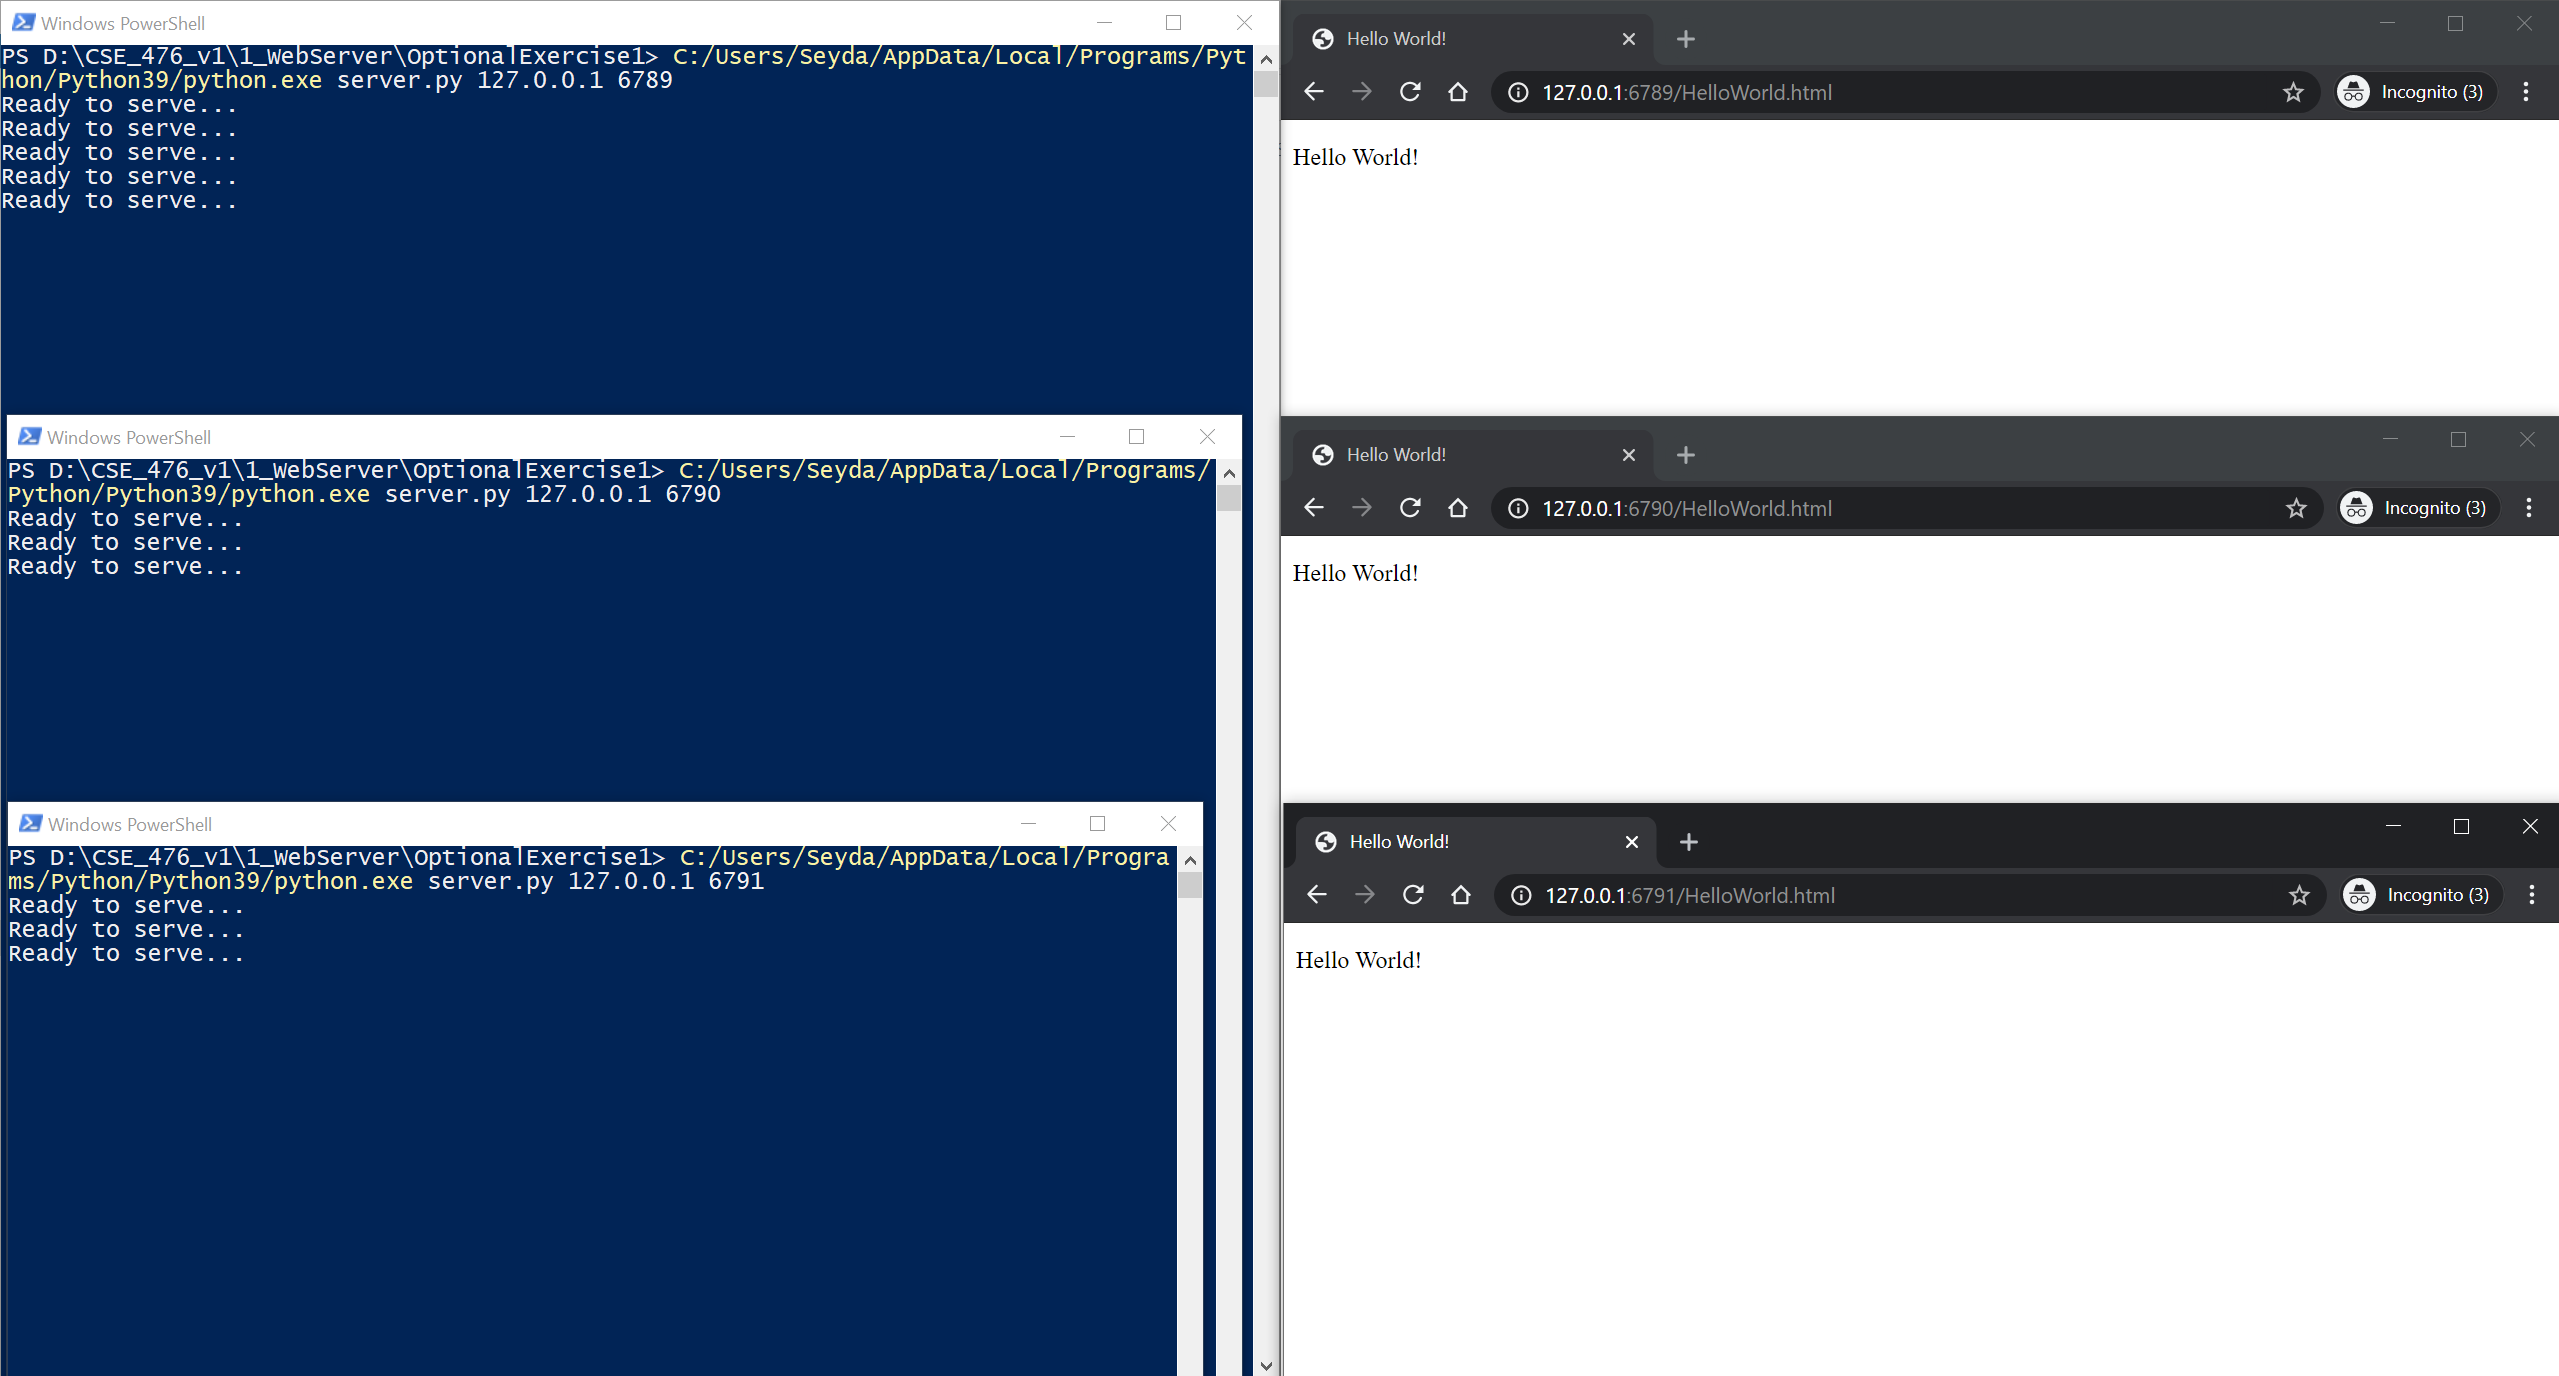 Windows PowerShell
PS D:\CSE_476_v1\1_WebServer\OptionalExercise1> C:/Users/Seyda/AppData/Local/Programs/Pyt
hon/Python39/python.exe server.py 127.0.0.1 6789
Ready to serve...
Ready to serve...
Ready to serve...
Ready to serve...
Ready to serve...
Windows PowerShell
PS D:\CSE_476_v1\1_WebServer\OptionalExercise1> C:/Users/Seyda/AppData/Local/Programs/
Python/Python39/python.exe server.py 127.0.0.1 6790
Ready to serve...
Ready to serve...
Ready to serve...
Windows PowerShell
PS D:\CSE_476_v1\1_WebServer\OptionalExercise1> C:/Users/Seyda/AppData/Local/Progra
ms/Python/Python39/python.exe server.py 127.0.0.1 6791
Ready to serve...
Ready to serve...
Ready to serve...
Hello World!
127.0.0.1:6789/HelloWorld.html Incognito (3)
Hello World!
Hello World!
127.0.0.1:6790/HelloWorld.html Incognito (3)
Hello World!
Hello World!
127.0.0.1:6791/HelloWorld.html Incognito (3)
Hello World!